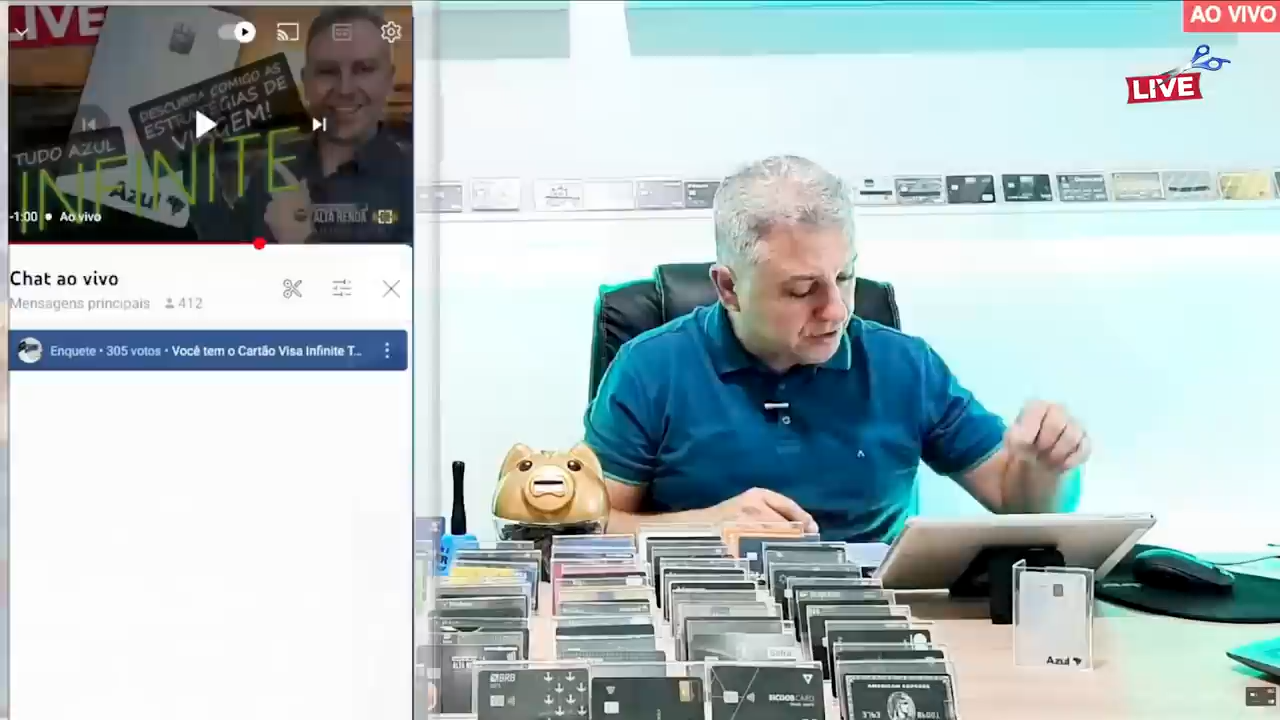 LIVE
DESCUBRA COMIGO AS
ESTRATÉGIAS DE
VIAGEM!
TUDO AZUL
INFINITE
Azul
ALTA RENDA
-1:00 • Ao vivo
Chat ao vivo
Mensagens principais 412
Enquete • 305 votos • Você tem o Cartão Visa Infinite T...
AO VIVO
LIVE
Azul
BRB
SICOOBCARD
AMERICAN EXPRESS